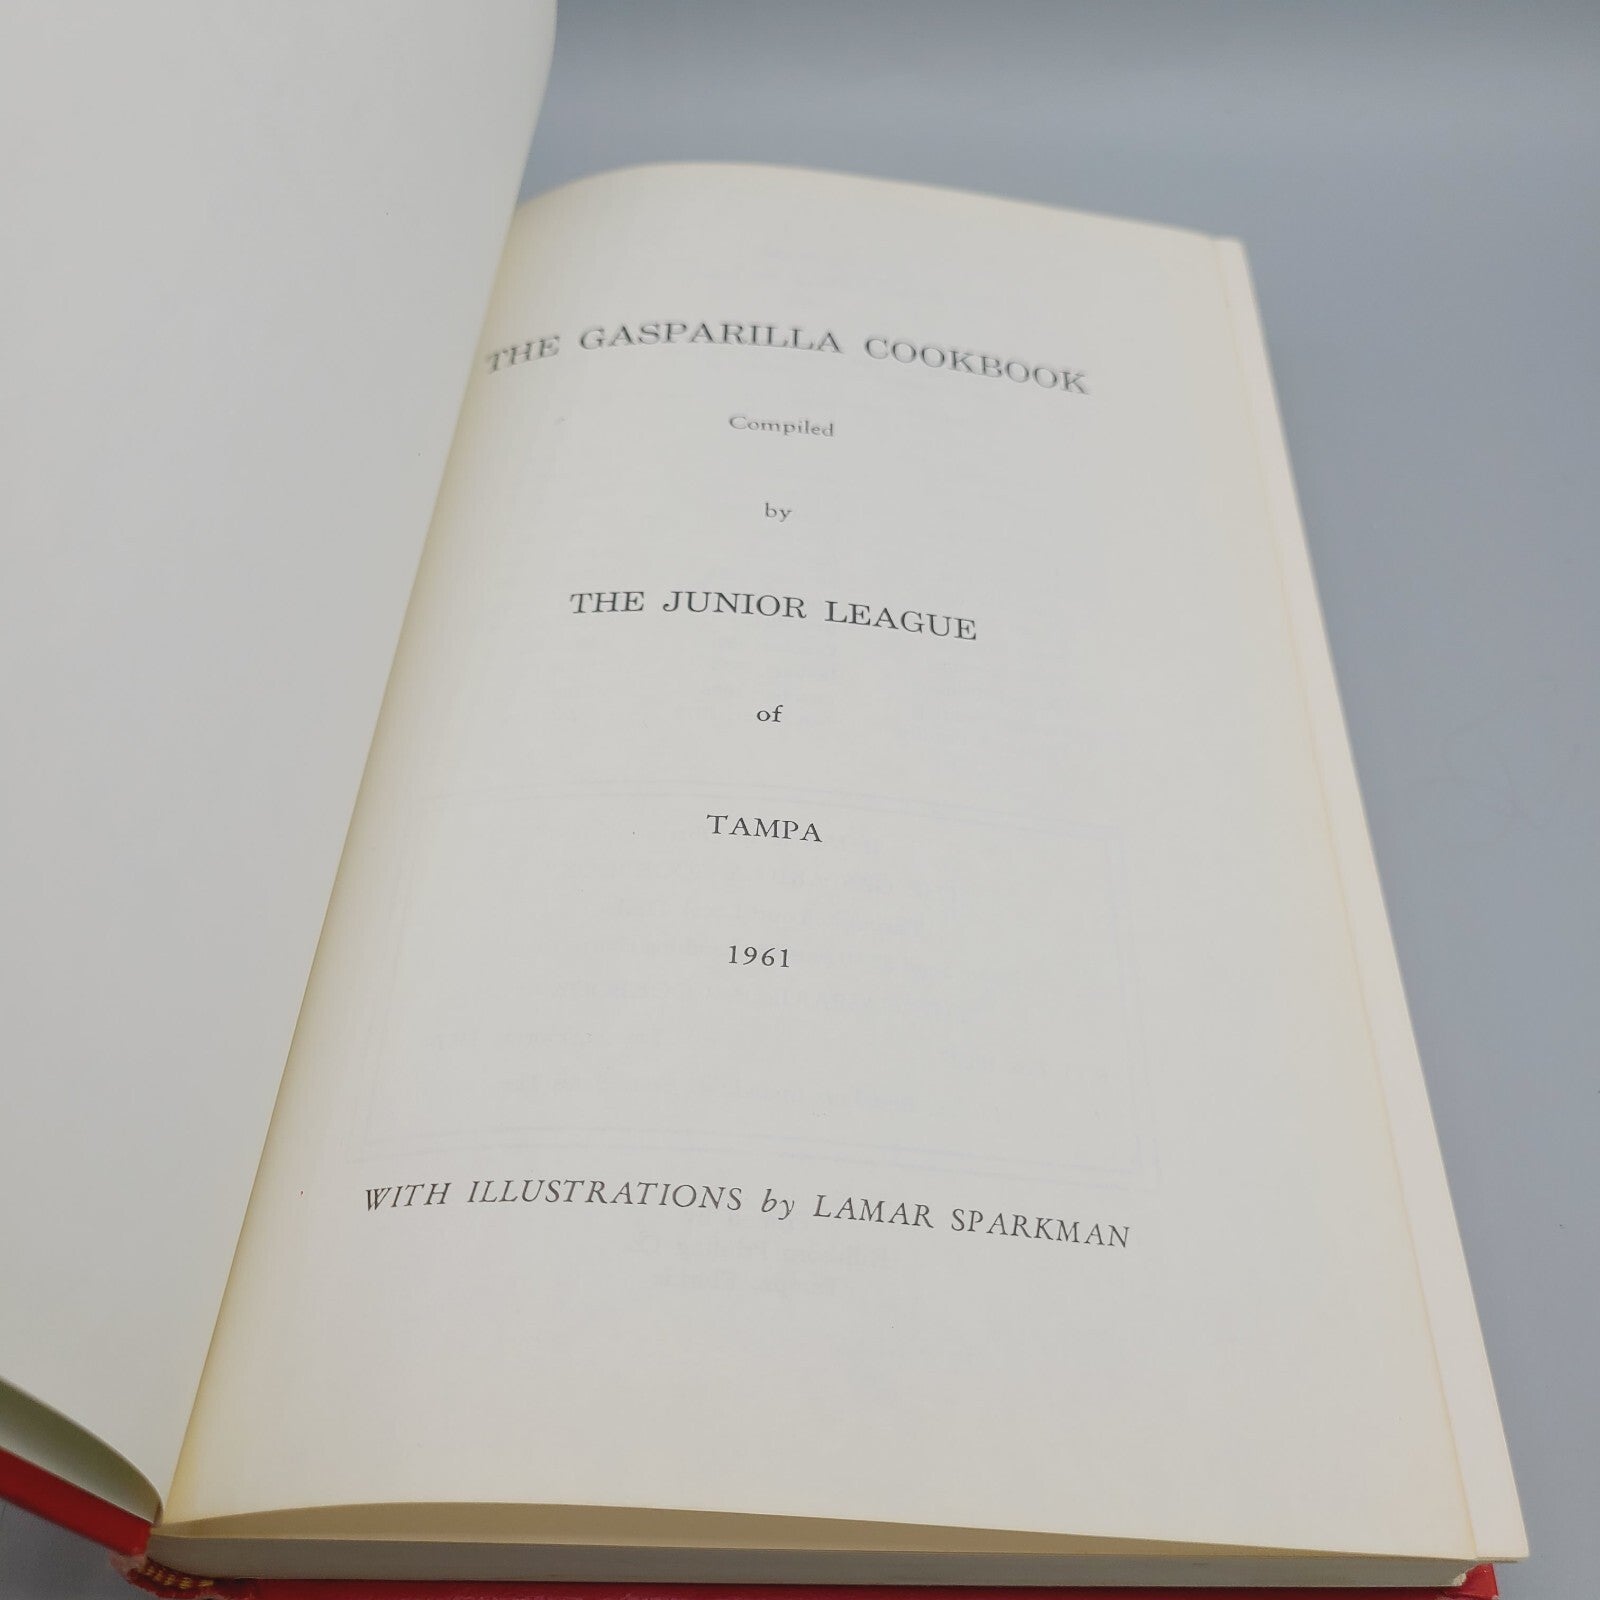 THE GASPARILLA COOKBOOK
Compiled
by
THE JUNIOR LEAGUE
of
TAMPA
1961
WITH ILLUSTRATIONS by LAMAR SPARKMAN